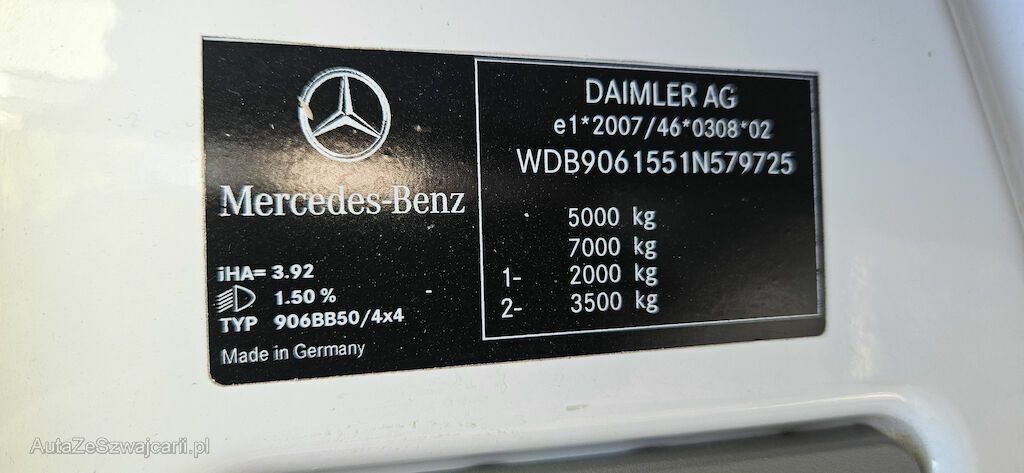 Mercedes-Benz
iHA= 3.92
1.50 %
TYP 906BB50/4x4
Made in Germany
DAIMLER AG
e1*2007/46*0308*02
WDB9061551N579725
5000 kg
7000 kg
1- 2000 kg
2- 3500 kg
AutaZeSzwajcarii.pl